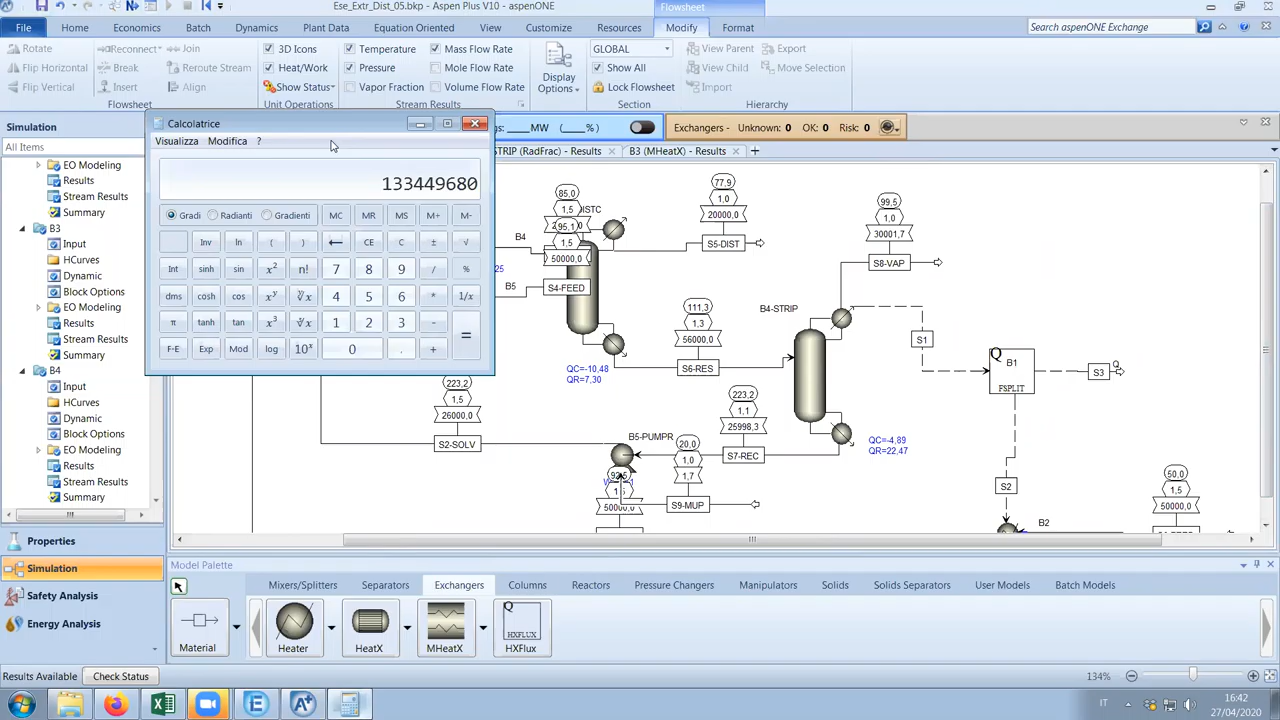 Ese_Extr_Dist_05.bkp - Aspen Plus V10 - aspenONE
Flowsheet
File Home Economics Batch Dynamics Plant Data Equation Oriented View Customize Resources Modify Format Search aspenONE Exchange
Rotate Reconnect Join 3D Icons Temperature Mass Flow Rate GLOBAL View Parent Export
Flip Horizontal Break Reroute Stream Heat/Work Pressure Mole Flow Rate Display Options Show All View Child Move Selection
Flip Vertical Insert Align Show Status Vapor Fraction Volume Flow Rate Lock Flowsheet Import
Flowsheet Unit Operations Stream Results Section Hierarchy
Simulation
All Items
gs: ____ MW (____ %) Exchangers - Unknown: 0 OK: 0 Risk: 0
STRIP (RadFrac) - Results B3 (MHeatX) - Results
Calcolatrice
Visualizza Modifica ?
133449680
Gradi Radianti Gradienti MC MR MS M+ M-
Inv ln ( ) ← CE C ± √
Int sinh sin x² n! 7 8 9 / %
dms cosh cos xʸ ʸ√x 4 5 6 * 1/x
π tanh tan x³ ³√x 1 2 3 - =
F-E Exp Mod log 10ˣ 0 . +
EO Modeling
Results
Stream Results
Summary
B3
Input
HCurves
Dynamic
Block Options
EO Modeling
Results
Stream Results
Summary
B4
Input
HCurves
Dynamic
Block Options
EO Modeling
Results
Stream Results
Summary
Properties
Simulation
Safety Analysis
Energy Analysis
B4
B5
25
85,0
1,5
95,1
1,5
50000,0
S4-FEED
77,9
1,0
20000,0
S5-DIST
QC=-10,48
QR=7,30
111,3
1,3
56000,0
S6-RES
B4-STRIP
99,5
1,0
30001,7
S8-VAP
S1
Q
B1
FSPLIT
S3
Q
S2
B2
QC=-4,89
QR=22,47
223,2
1,5
26000,0
S2-SOLV
B5-PUMPR
223,2
1,1
25998,3
S7-REC
20,0
1,0
1,7
S9-MUP
50000,0
50,0
1,5
50000,0
Model Palette
Mixers/Splitters Separators Exchangers Columns Reactors Pressure Changers Manipulators Solids Solids Separators User Models Batch Models
Q
HXFLUX
Material Heater HeatX MHeatX HXFlux
Results Available Check Status 134%
IT 16:42
27/04/2020